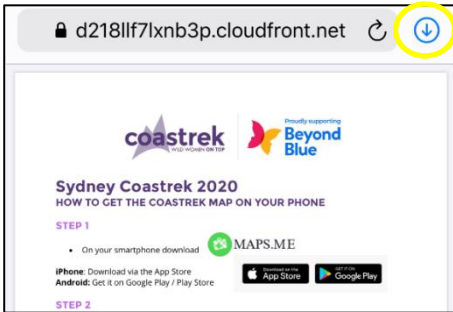 d218llf7lxnb3p.cloudfront.net
coastrek
WILD WOMEN ON TOP
Proudly supporting
Beyond
Blue
Sydney Coastrek 2020
HOW TO GET THE COASTREK MAP ON YOUR PHONE
STEP 1
• On your smartphone download MAPS.ME
iPhone: Download via the App Store
Android: Get it on Google Play / Play Store
Download on the
App Store
GET IT ON
Google Play
STEP 2